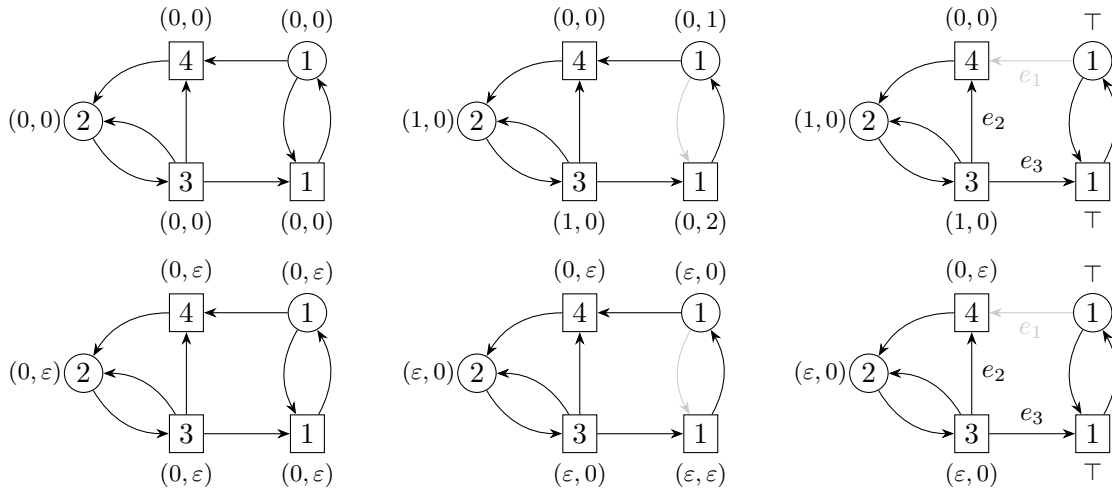 (0, 0) (0, 0) (0, 0) (0, 1) (0, 0) ⊤
4 1 4 1 4 1
e₁
(0, 0) 2 (1, 0) 2 (1, 0) 2 e₂
e₃
3 1 3 1 3 1
(0, 0) (0, 0) (1, 0) (0, 2) (1, 0) ⊤
(0, ε) (0, ε) (0, ε) (ε, 0) (0, ε) ⊤
4 1 4 1 4 1
e₁
(0, ε) 2 (ε, 0) 2 (ε, 0) 2 e₂
e₃
3 1 3 1 3 1
(0, ε) (0, ε) (ε, 0) (ε, ε) (ε, 0) ⊤